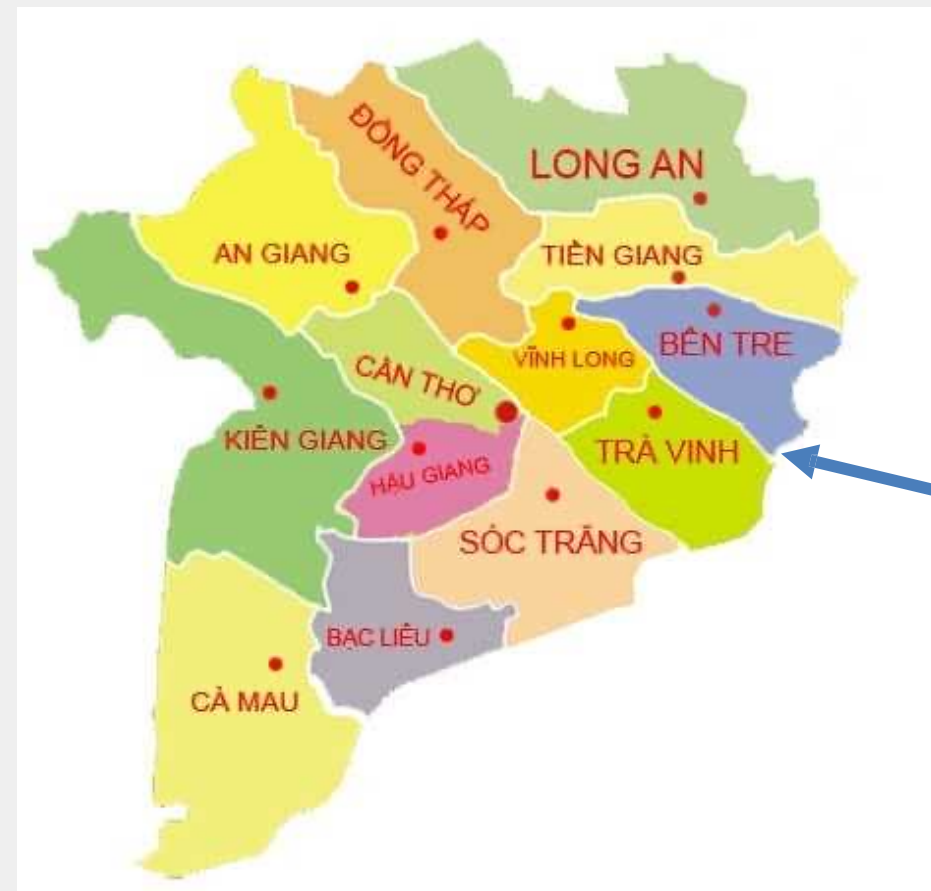 ĐỒNG THÁP
LONG AN
AN GIANG
TIỀN GIANG
VĨNH LONG
BẾN TRE
CẦN THƠ
KIÊN GIANG
HẬU GIANG
TRÀ VINH
SÓC TRĂNG
BẠC LIÊU
CÀ MAU